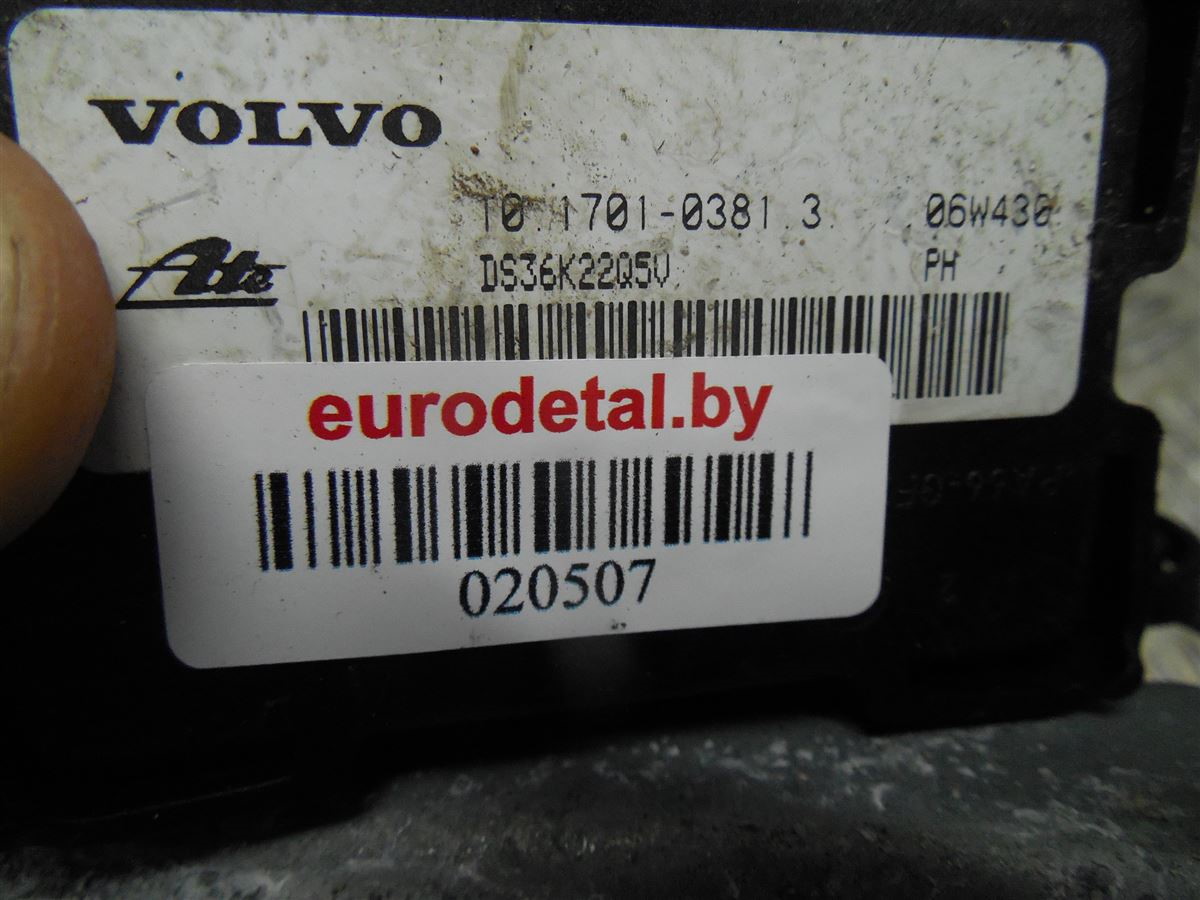 VOLVO
10.1701-0381.3 06W430
Ate DS36K22Q5V PH
eurodetal.by
020507